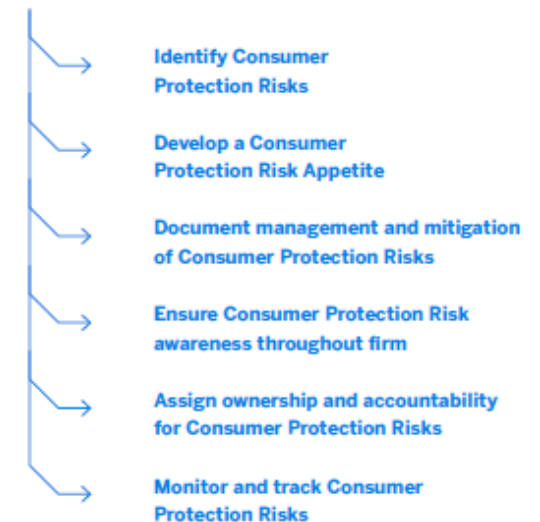 Identify Consumer
Protection Risks
Develop a Consumer
Protection Risk Appetite
Document management and mitigation
of Consumer Protection Risks
Ensure Consumer Protection Risk
awareness throughout firm
Assign ownership and accountability
for Consumer Protection Risks
Monitor and track Consumer
Protection Risks